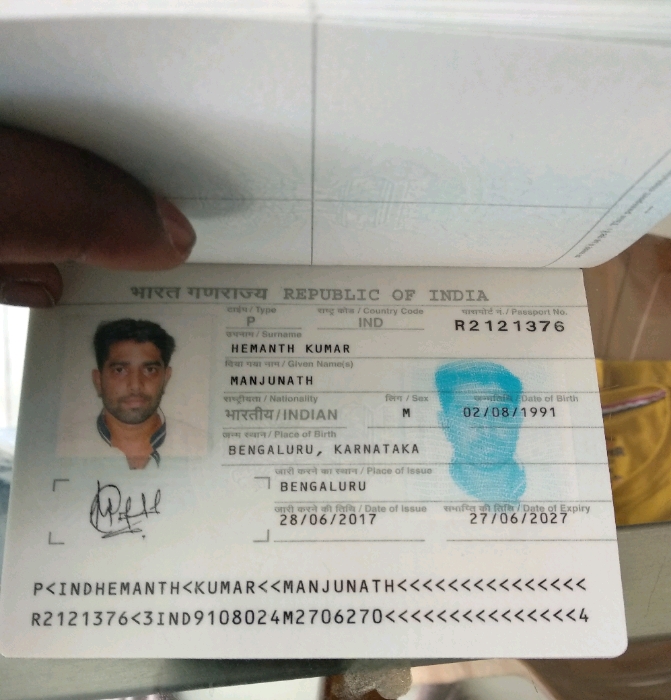 भारत गणराज्य REPUBLIC OF INDIA
टाईप / Type राष्ट्र कोड / Country Code पासपोर्ट नं. / Passport No.
P IND R2121376
उपनाम / Surname
HEMANTH KUMAR
दिया गया नाम / Given Name(s)
MANJUNATH
राष्ट्रीयता / Nationality लिंग / Sex जन्मतिथि / Date of Birth
भारतीय/INDIAN M 02/08/1991
जन्म स्थान / Place of Birth
BENGALURU, KARNATAKA
जारी करने का स्थान / Place of Issue
BENGALURU
जारी करने की तिथि / Date of Issue समाप्ति की तिथि / Date of Expiry
28/06/2017 27/06/2027
P<INDHEMANTH<KUMAR<<MANJUNATH<<<<<<<<<<<<<<<
R2121376<3IND9108024M2706270<<<<<<<<<<<<<<<4